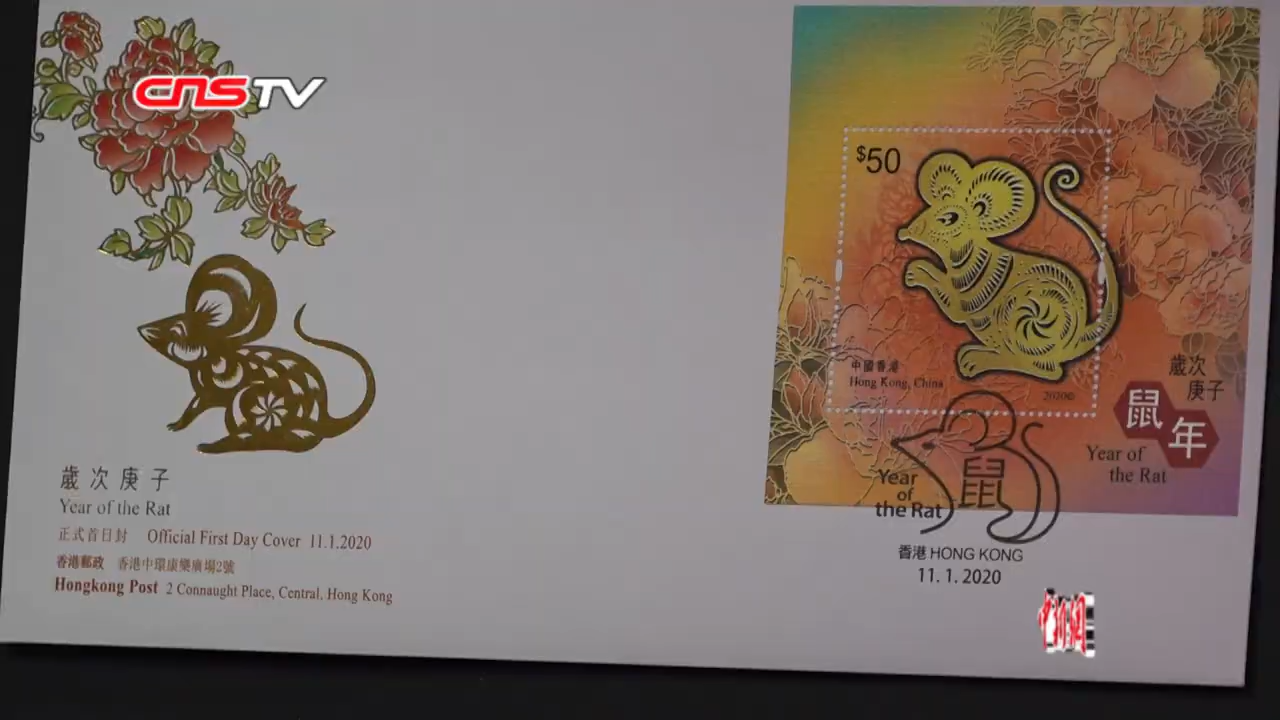 CNSTV
歲次庚子
Year of the Rat
正式首日封 Official First Day Cover 11.1.2020
香港郵政 香港中環康樂廣場2號
Hongkong Post 2 Connaught Place, Central, Hong Kong
$50
中國香港
Hong Kong, China
2020©
歲次
庚子
鼠年
Year of
the Rat
鼠
Year
of
the Rat
香港 HONG KONG
11. 1. 2020
中新網